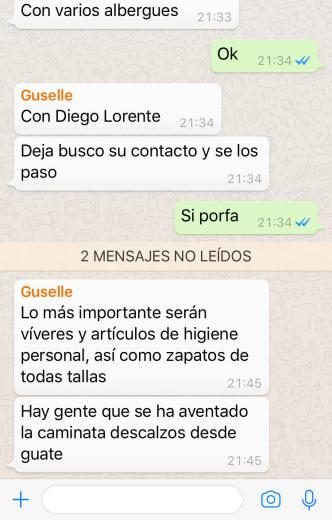 Con varios albergues
21:33
Ok
21:34
Guselle
Con Diego Lorente
21:34
Deja busco su contacto y se los
paso
21:34
Si porfa
21:34
2 MENSAJES NO LEÍDOS
Guselle
Lo más importante serán
víveres y artículos de higiene
personal, así como zapatos de
todas tallas
21:45
Hay gente que se ha aventado
la caminata descalzos desde
guate
21:45